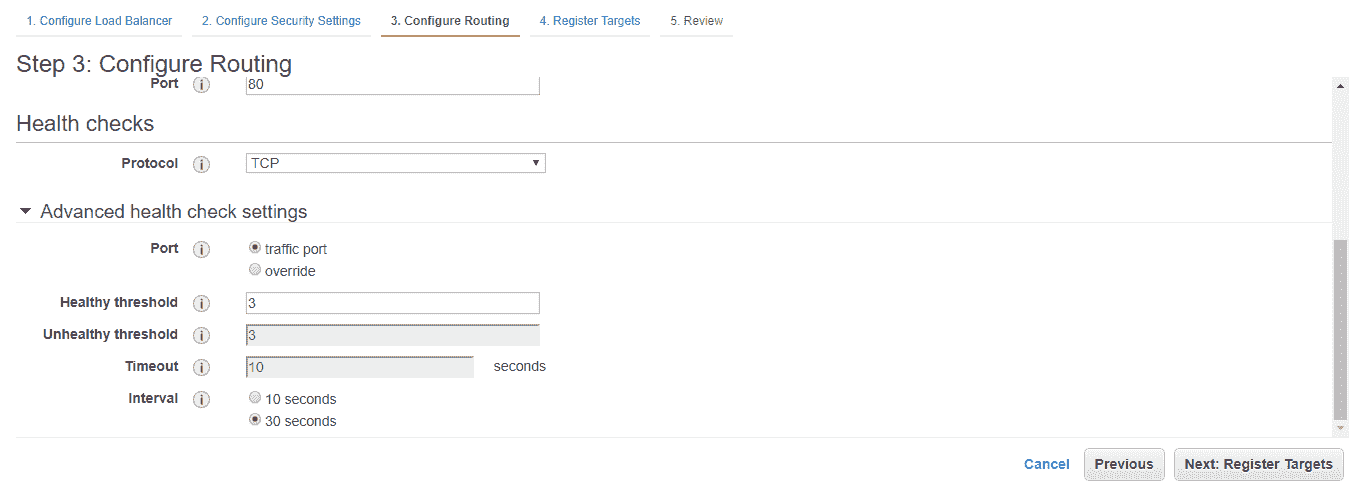 1. Configure Load Balancer 2. Configure Security Settings 3. Configure Routing 4. Register Targets 5. Review
Step 3: Configure Routing
Port i 80
Health checks
Protocol i TCP
Advanced health check settings
Port i traffic port
override
Healthy threshold i 3
Unhealthy threshold i 3
Timeout i 10 seconds
Interval i 10 seconds
30 seconds
Cancel Previous Next: Register Targets